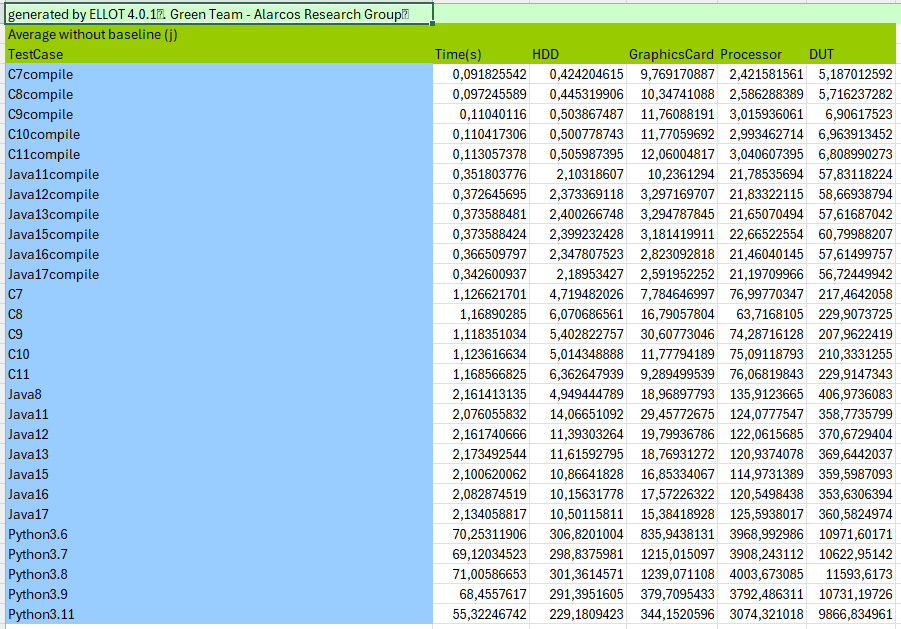 generated by ELLOT 4.0.1. Green Team - Alarcos Research Group
Average without baseline (j)
TestCase Time(s) HDD GraphicsCard Processor DUT
C7compile 0,091825542 0,424204615 9,769170887 2,421581561 5,187012592
C8compile 0,097245589 0,445319906 10,34741088 2,586288389 5,716237282
C9compile 0,11040116 0,503867487 11,76088191 3,015936061 6,90617523
C10compile 0,110417306 0,500778743 11,77059692 2,993462714 6,963913452
C11compile 0,113057378 0,505987395 12,06004817 3,040607395 6,808990273
Java11compile 0,351803776 2,10318607 10,2361294 21,78535694 57,83118224
Java12compile 0,372645695 2,373369118 3,297169707 21,83322115 58,66938794
Java13compile 0,373588481 2,400266748 3,294787845 21,65070494 57,61687042
Java15compile 0,373588424 2,399232428 3,181419911 22,66522554 60,79988207
Java16compile 0,366509797 2,347807523 2,823092818 21,46040145 57,61499757
Java17compile 0,342600937 2,18953427 2,591952252 21,19709966 56,72449942
C7 1,126621701 4,719482026 7,784646997 76,99770347 217,4642058
C8 1,16890285 6,070686561 16,79057804 63,7168105 229,9073725
C9 1,118351034 5,402822757 30,60773046 74,28716128 207,9622419
C10 1,123616634 5,014348888 11,77794189 75,09118793 210,3331255
C11 1,168566825 6,362647939 9,289499539 76,06819843 229,9147343
Java8 2,161413135 4,949444789 18,96897793 135,9123665 406,9736083
Java11 2,076055832 14,06651092 29,45772675 124,0777547 358,7735799
Java12 2,161740666 11,39303264 19,79936786 122,0615685 370,6729404
Java13 2,173492544 11,61592795 18,76931272 120,9374078 369,6442037
Java15 2,100620062 10,86641828 16,85334067 114,9731389 359,5987093
Java16 2,082874519 10,15631778 17,57226322 120,5498438 353,6306394
Java17 2,134058817 10,50115811 15,38418928 125,5938017 360,5824974
Python3.6 70,25311906 306,8201004 835,9438131 3968,992986 10971,60171
Python3.7 69,12034523 298,8375981 1215,015097 3908,243112 10622,95142
Python3.8 71,00586653 301,3614571 1239,071108 4003,673085 11593,6173
Python3.9 68,4557617 291,3951605 379,7095433 3792,486311 10731,19726
Python3.11 55,32246742 229,1809423 344,1520596 3074,321018 9866,834961